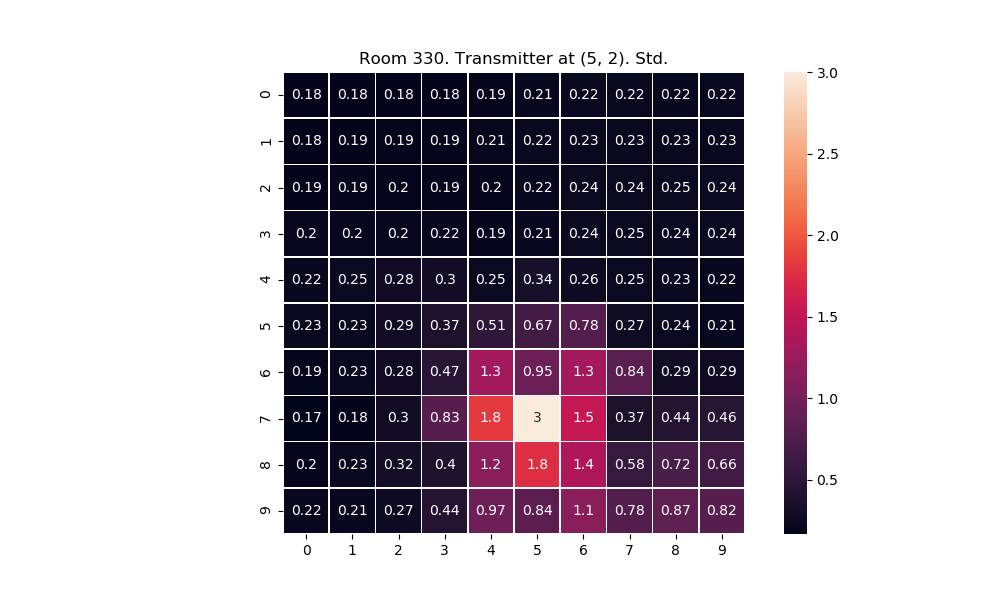 Room 330. Transmitter at (5, 2). Std.
0 0.18 0.18 0.18 0.18 0.19 0.21 0.22 0.22 0.22 0.22
1 0.18 0.19 0.19 0.19 0.21 0.22 0.23 0.23 0.23 0.23
2 0.19 0.19 0.2 0.19 0.2 0.22 0.24 0.24 0.25 0.24
3 0.2 0.2 0.2 0.22 0.19 0.21 0.24 0.25 0.24 0.24
4 0.22 0.25 0.28 0.3 0.25 0.34 0.26 0.25 0.23 0.22
5 0.23 0.23 0.29 0.37 0.51 0.67 0.78 0.27 0.24 0.21
6 0.19 0.23 0.28 0.47 1.3 0.95 1.3 0.84 0.29 0.29
7 0.17 0.18 0.3 0.83 1.8 3 1.5 0.37 0.44 0.46
8 0.2 0.23 0.32 0.4 1.2 1.8 1.4 0.58 0.72 0.66
9 0.22 0.21 0.27 0.44 0.97 0.84 1.1 0.78 0.87 0.82
0 1 2 3 4 5 6 7 8 9
3.0
2.5
2.0
1.5
1.0
0.5